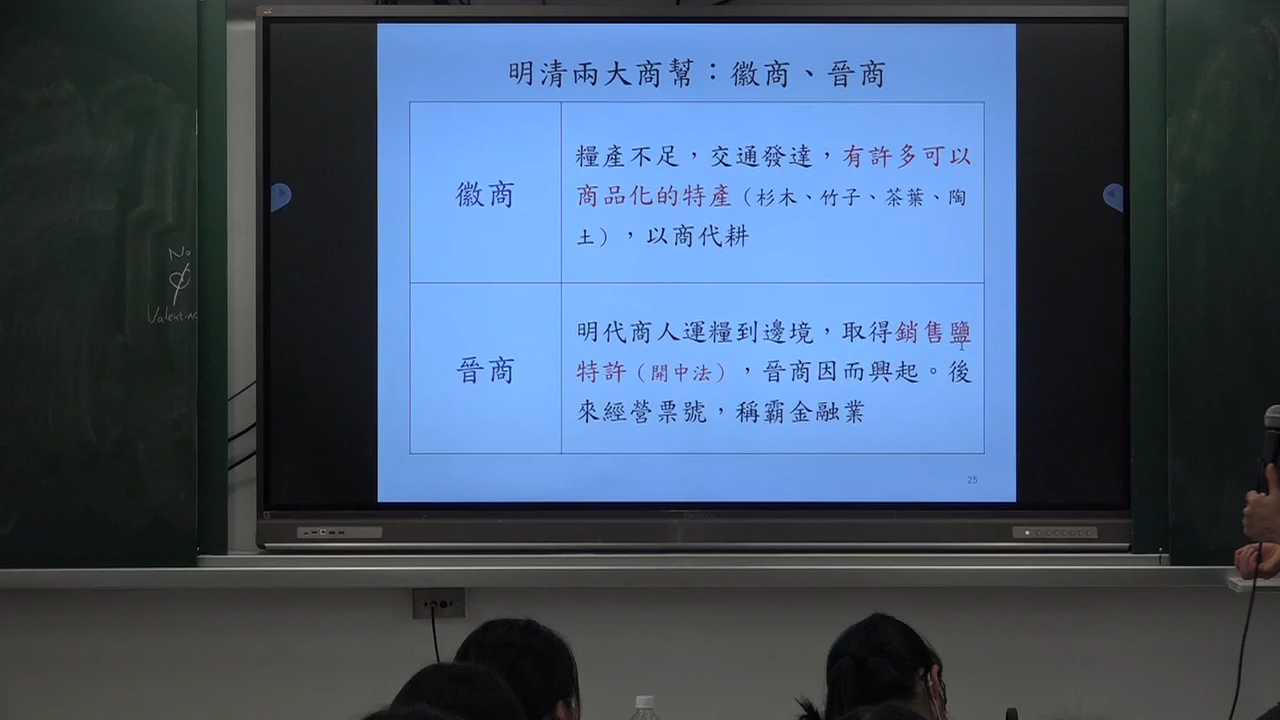 明清兩大商幫：徽商、晉商
徽商
糧產不足，交通發達，有許多可以
商品化的特產（杉木、竹子、茶葉、陶
土），以商代耕
晉商
明代商人運糧到邊境，取得銷售鹽
特許（開中法），晉商因而興起。後
來經營票號，稱霸金融業
25
No
Valentino